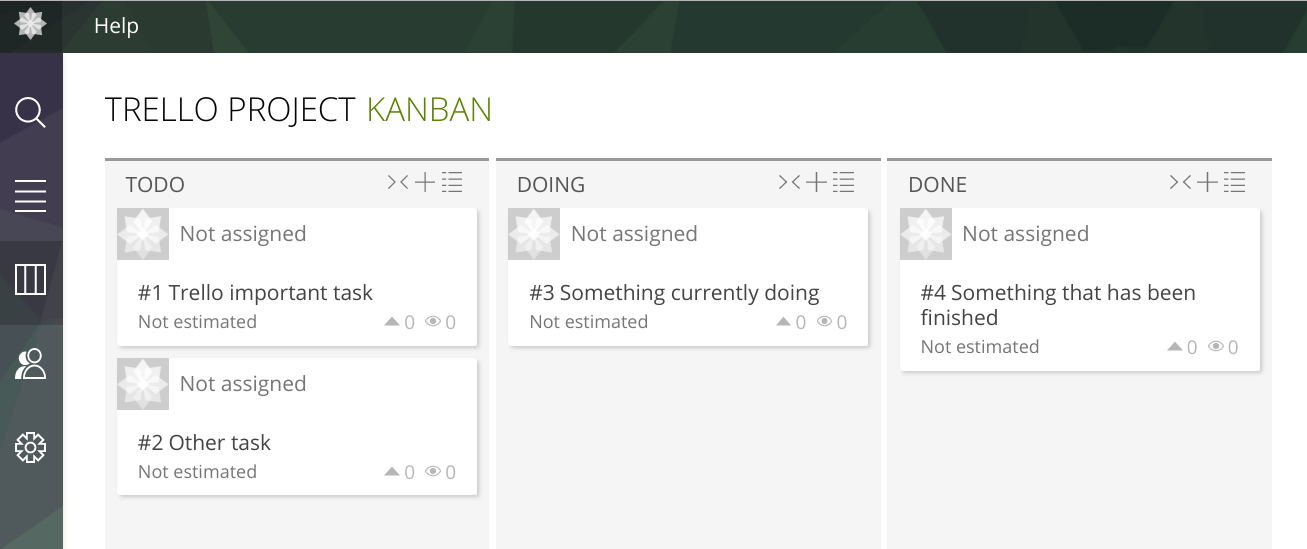 Help
TRELLO PROJECT KANBAN
TODO
Not assigned
#1 Trello important task
Not estimated 0 0
Not assigned
#2 Other task
Not estimated 0 0
DOING
Not assigned
#3 Something currently doing
Not estimated 0 0
DONE
Not assigned
#4 Something that has been
finished
Not estimated 0 0